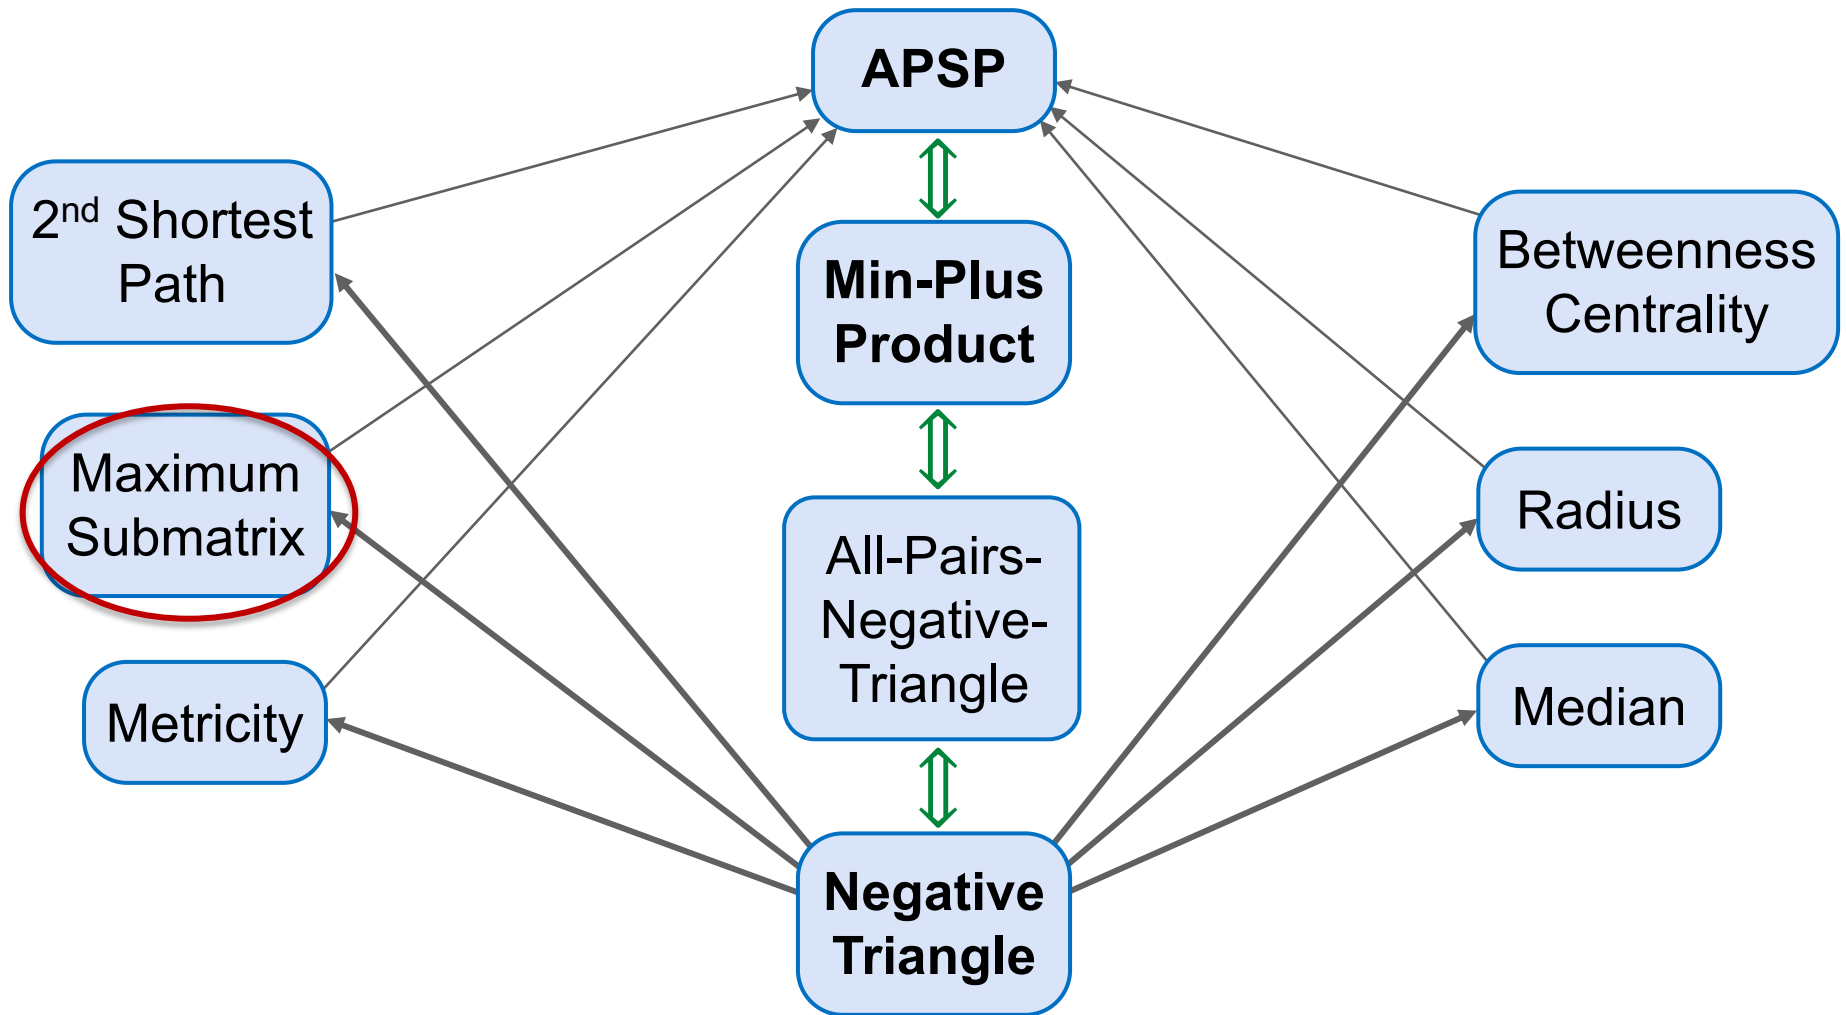 APSP
2nd Shortest
Path
Min-Plus
Product
Betweenness
Centrality
Maximum
Submatrix
All-Pairs-
Negative-
Triangle
Radius
Metricity
Median
Negative
Triangle